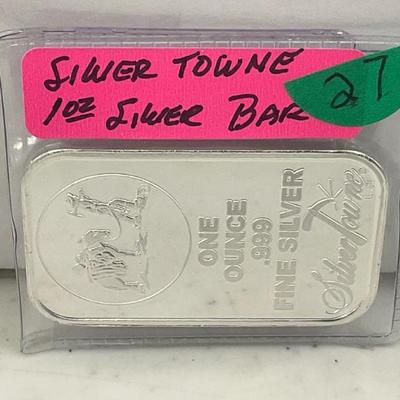 SILVER TOWNE
1oz SILVER BAR
27
ONE
OUNCE
.999
FINE SILVER
SilverTowne